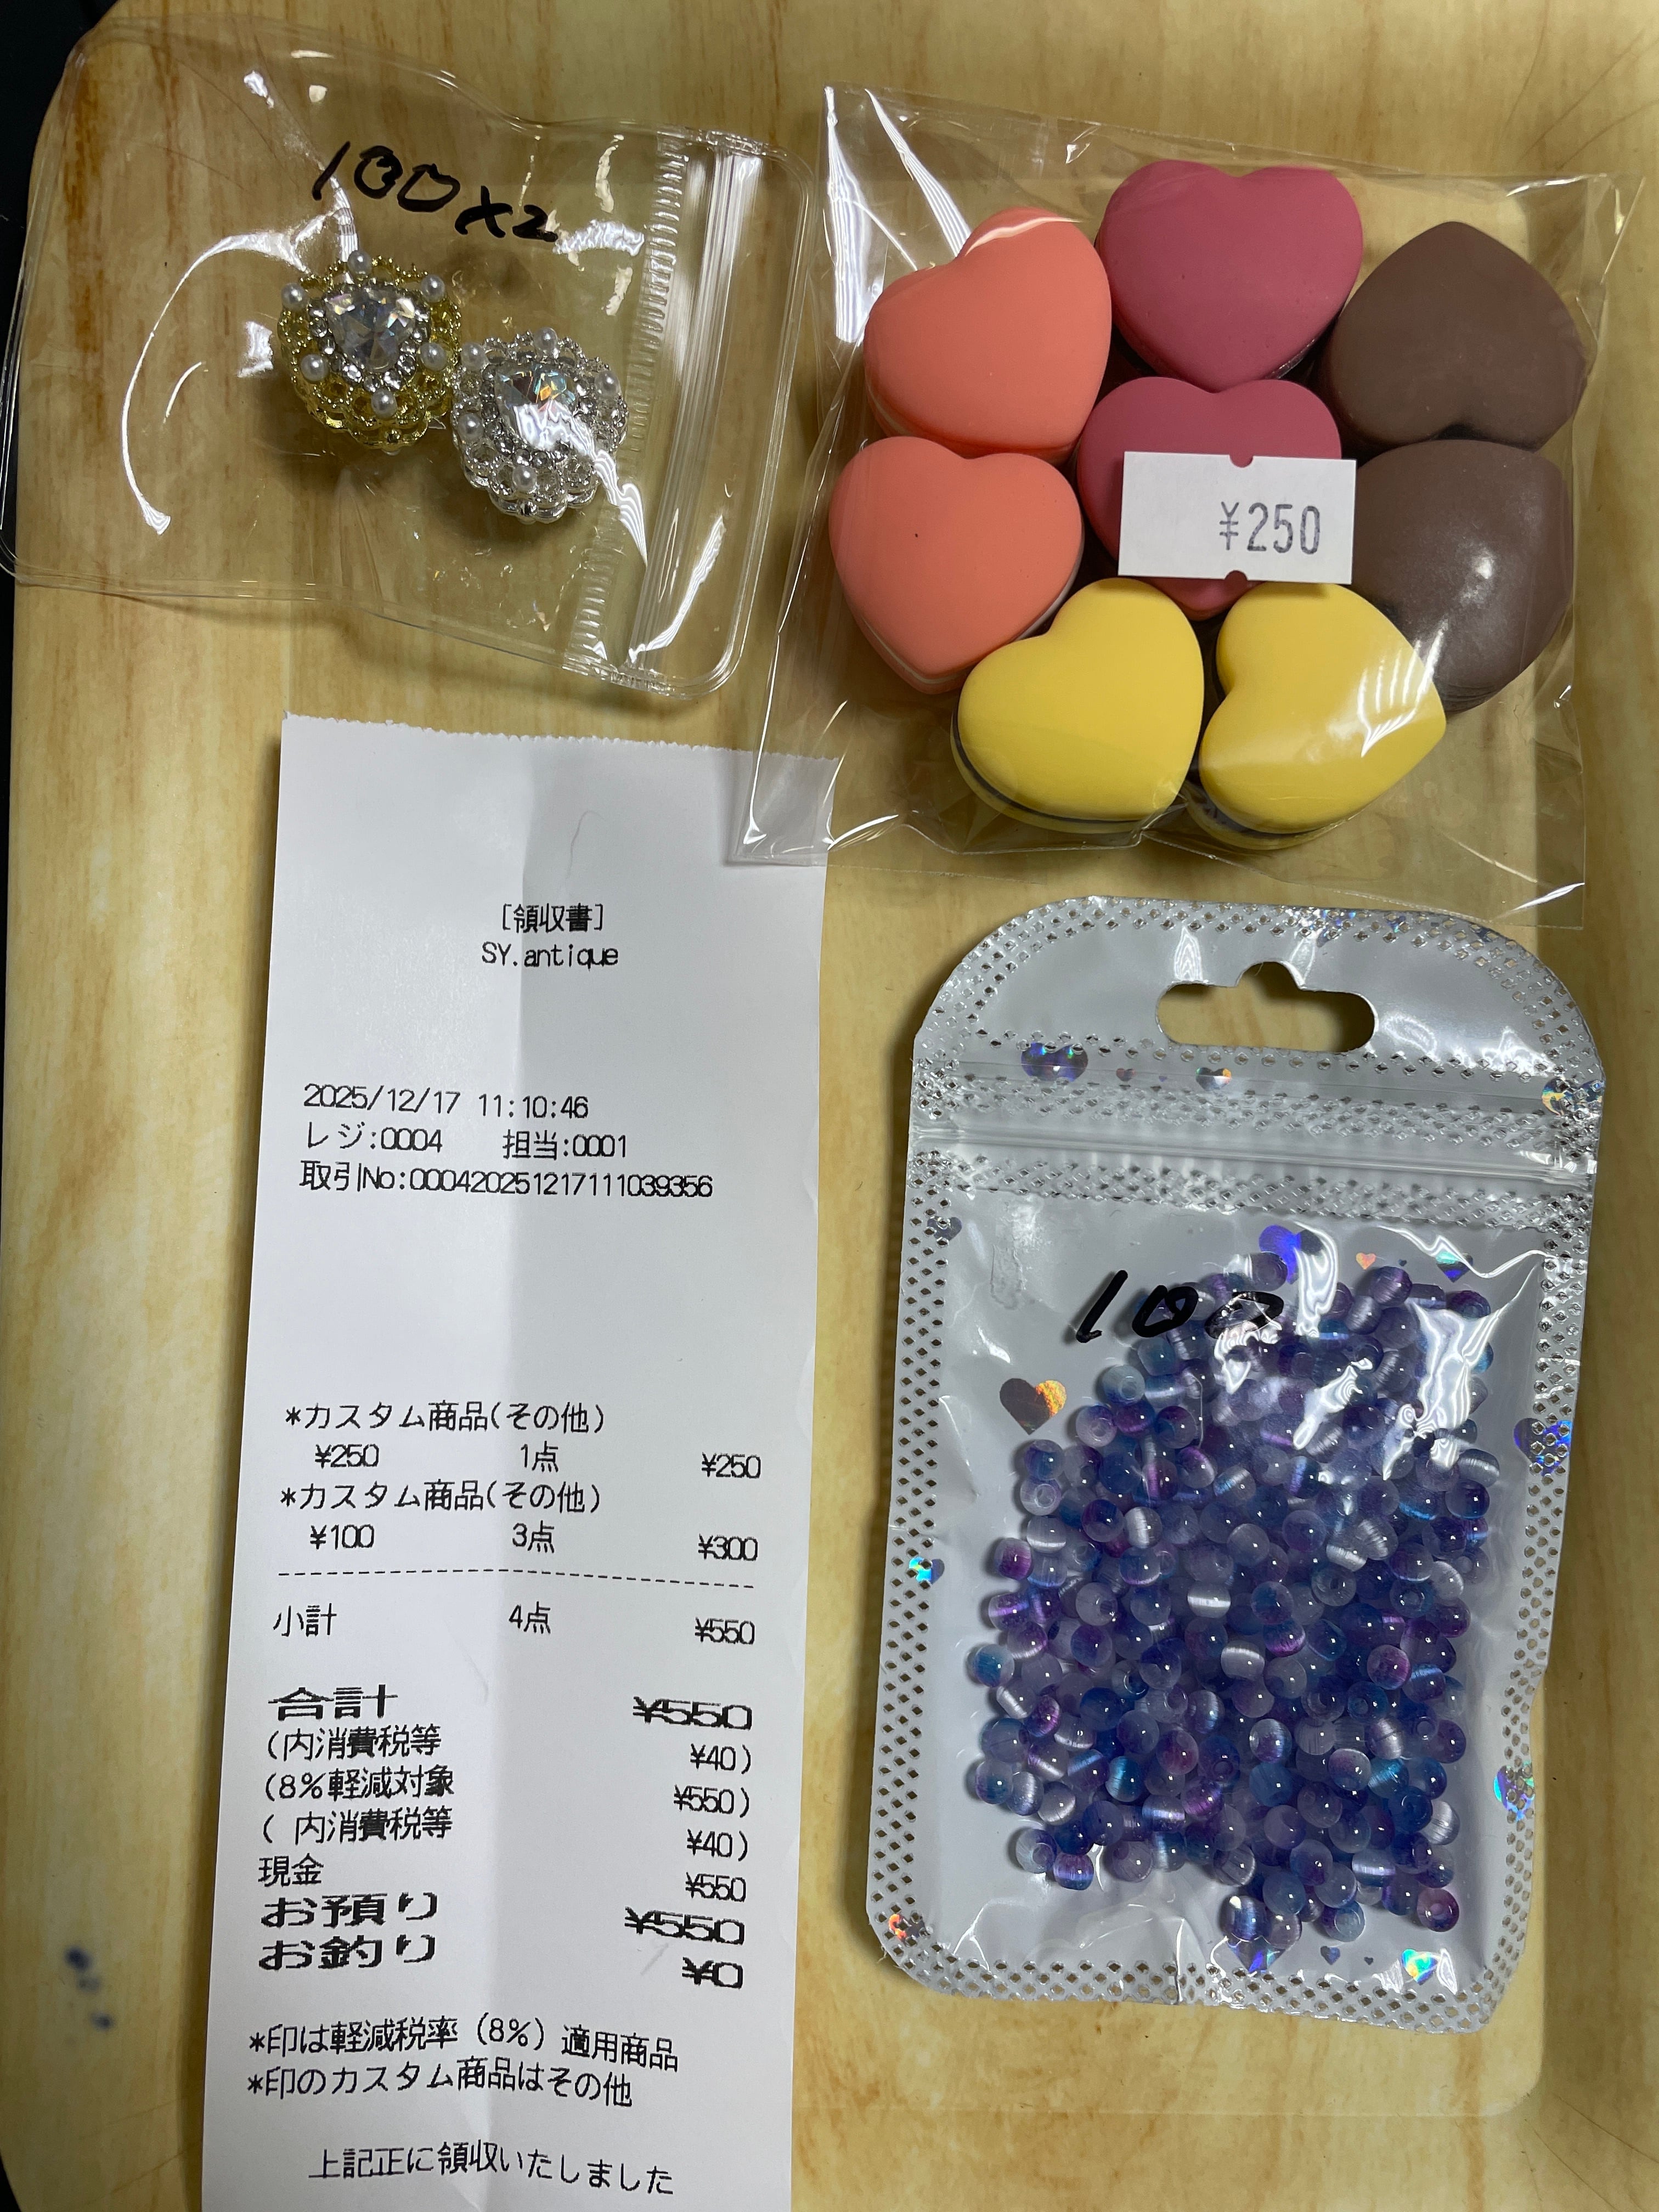 100x2
¥250
[領収書]
SY.antique
2025/12/17 11:10:46
レジ:0004 担当:0001
取引No:00042025121711103​9356
*カスタム商品(その他)
¥250 1点 ¥250
*カスタム商品(その他)
¥100 3点 ¥300
小計 4点 ¥550
合計 ¥550
(内消費税等 ¥40)
(8%軽減対象 ¥550)
( 内消費税等 ¥40)
現金 ¥550
お預り ¥550
お釣り ¥0
*印は軽減税率(8%)適用商品
*印のカスタム商品はその他
上記正に領収いたしました
100